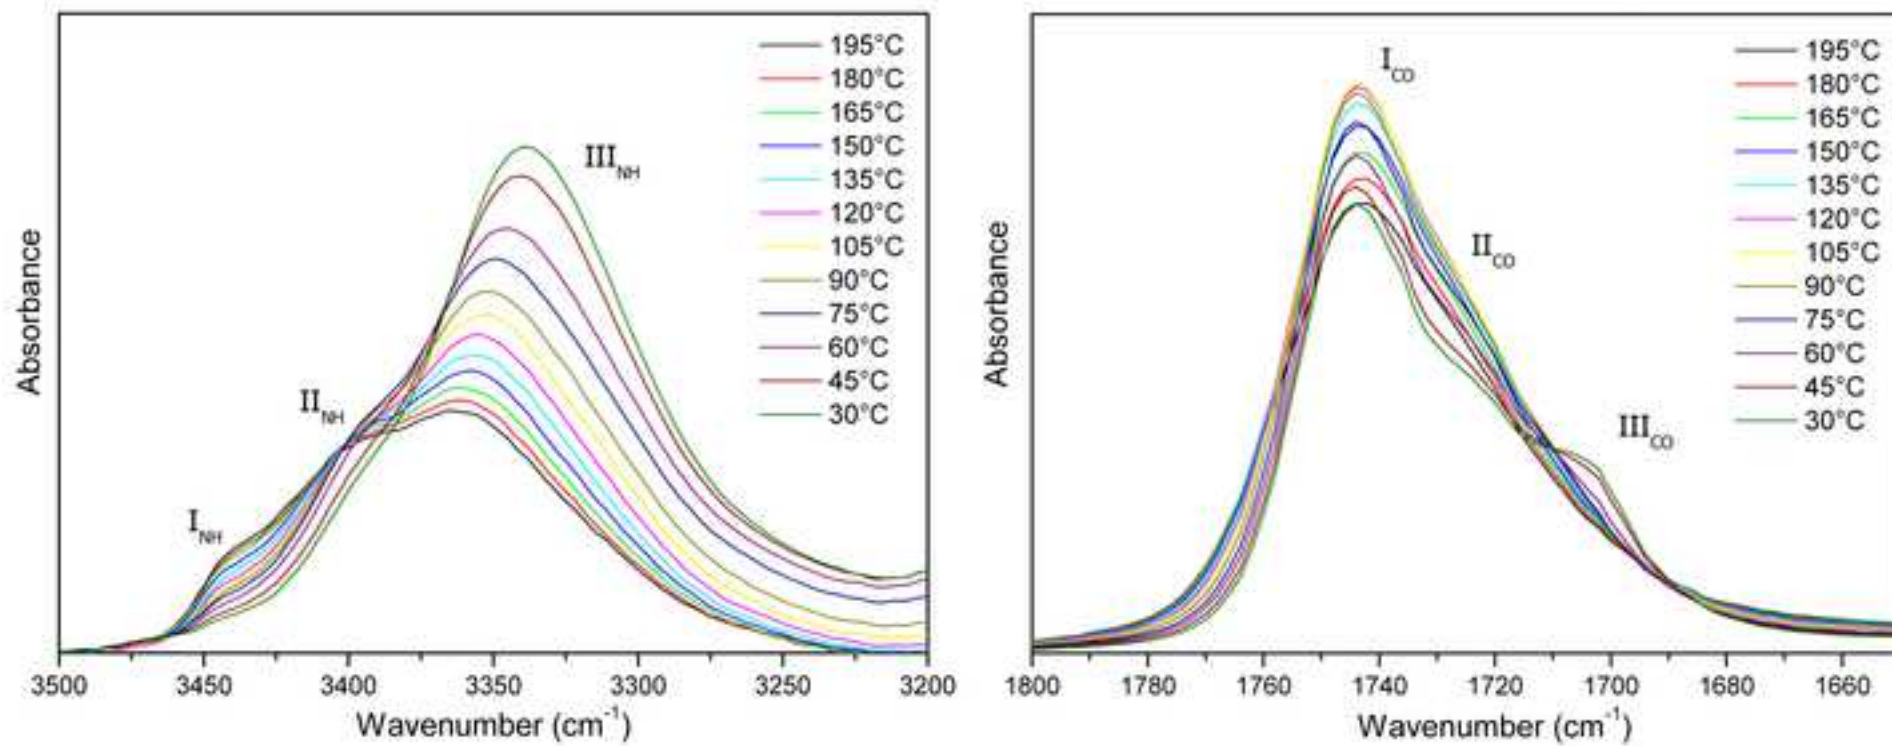 195°C
180°C
165°C
150°C
135°C
120°C
105°C
90°C
75°C
60°C
45°C
30°C
III_NH
II_NH
I_NH
Absorbance
3500 3450 3400 3350 3300 3250 3200
Wavenumber (cm⁻¹)
195°C
180°C
165°C
150°C
135°C
120°C
105°C
90°C
75°C
60°C
45°C
30°C
I_CO
II_CO
III_CO
Absorbance
1800 1780 1760 1740 1720 1700 1680 1660
Wavenumber (cm⁻¹)